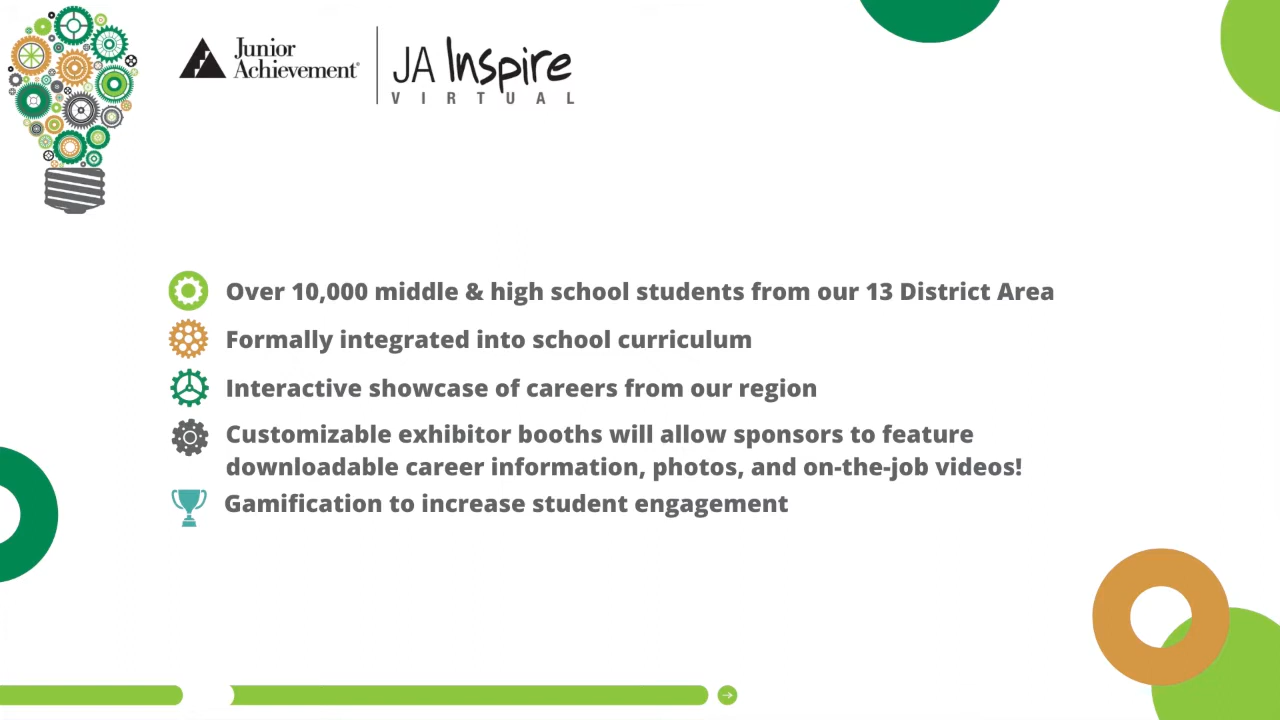 Junior
Achievement®
JA Inspire
VIRTUAL
Over 10,000 middle & high school students from our 13 District Area
Formally integrated into school curriculum
Interactive showcase of careers from our region
Customizable exhibitor booths will allow sponsors to feature
downloadable career information, photos, and on-the-job videos!
Gamification to increase student engagement